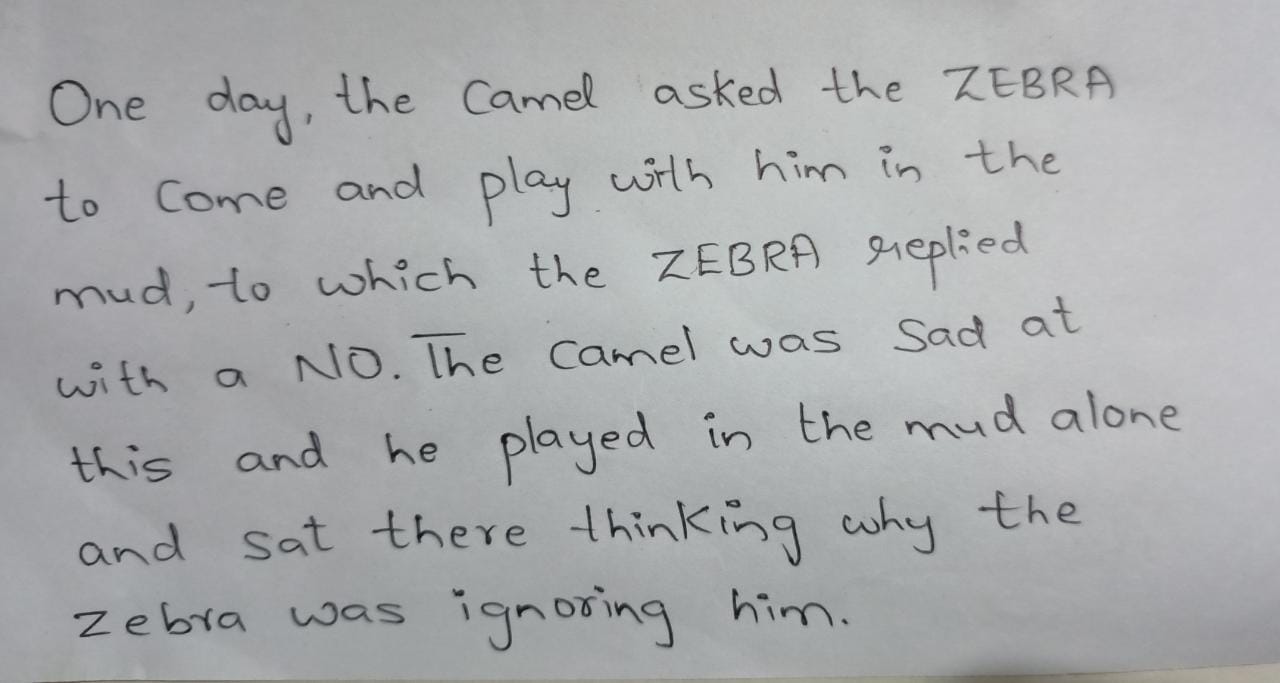 One day, the Camel asked the ZEBRA
to Come and play with him in the
mud, to which the ZEBRA replied
with a NO. The Camel was Sad at
this and he played in the mud alone
and sat there thinking why the
zebra was ignoring him.